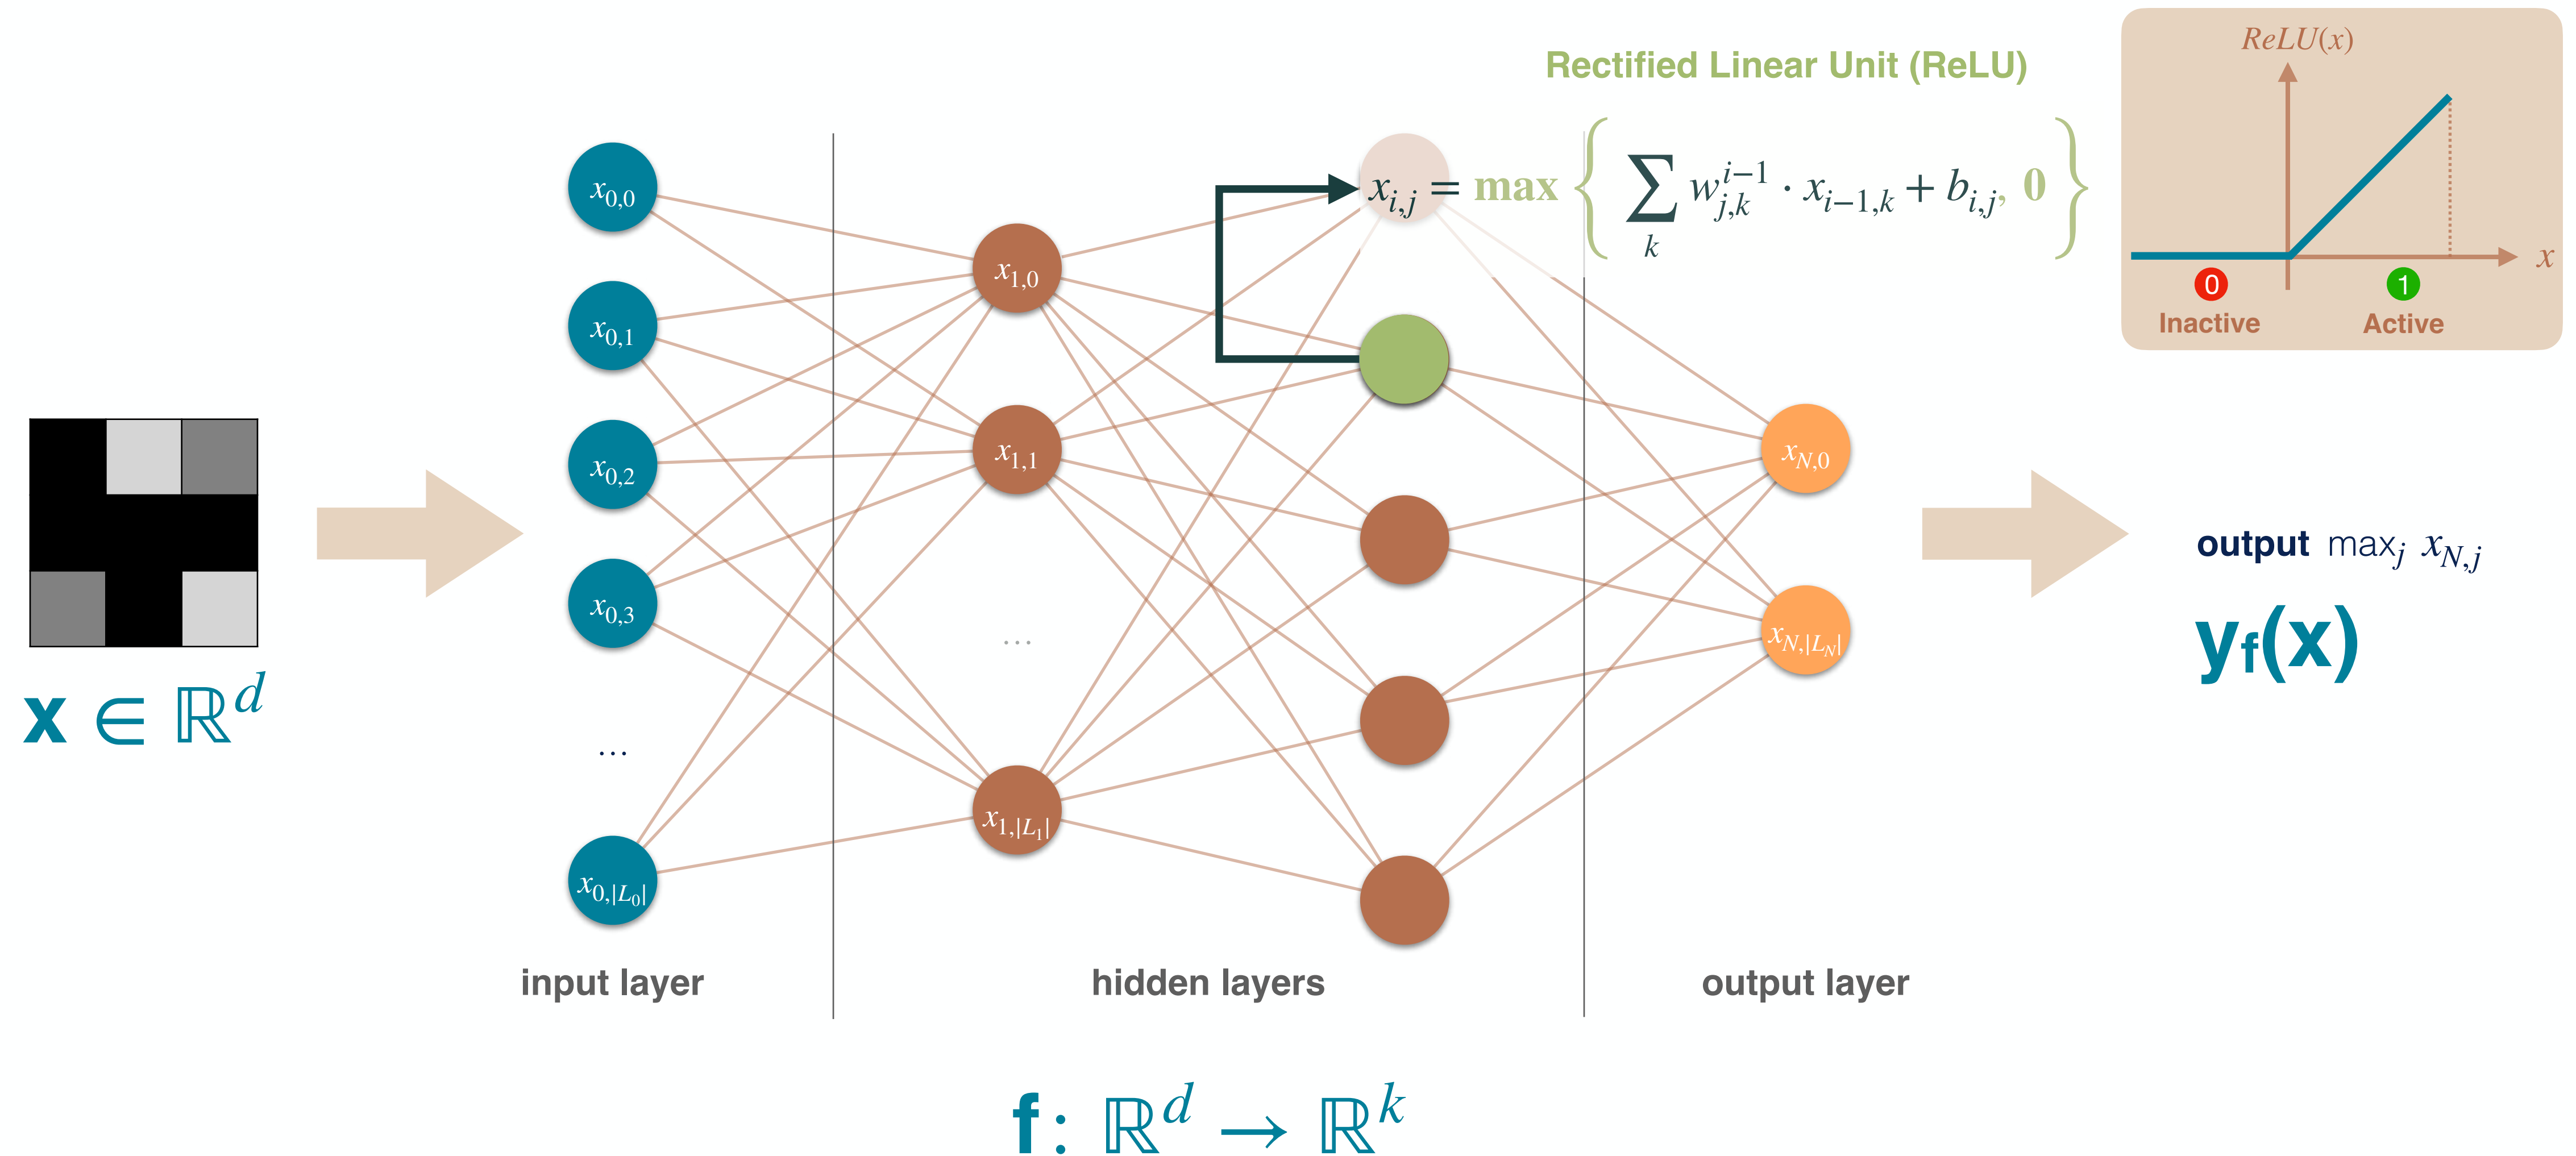 Rectified Linear Unit (ReLU)
x_{i,j} = max { ∑_k w^{i−1}_{j,k} · x_{i−1,k} + b_{i,j}, 0 }
ReLU(x)
x
0
1
Inactive
Active
x_{0,0}
x_{0,1}
x_{0,2}
x_{0,3}
…
x_{0,|L_0|}
x_{1,0}
x_{1,1}
…
x_{1,|L_1|}
x_{N,0}
x_{N,|L_N|}
x ∈ ℝ^d
output max_j x_{N,j}
y_f(x)
input layer
hidden layers
output layer
f : ℝ^d → ℝ^k